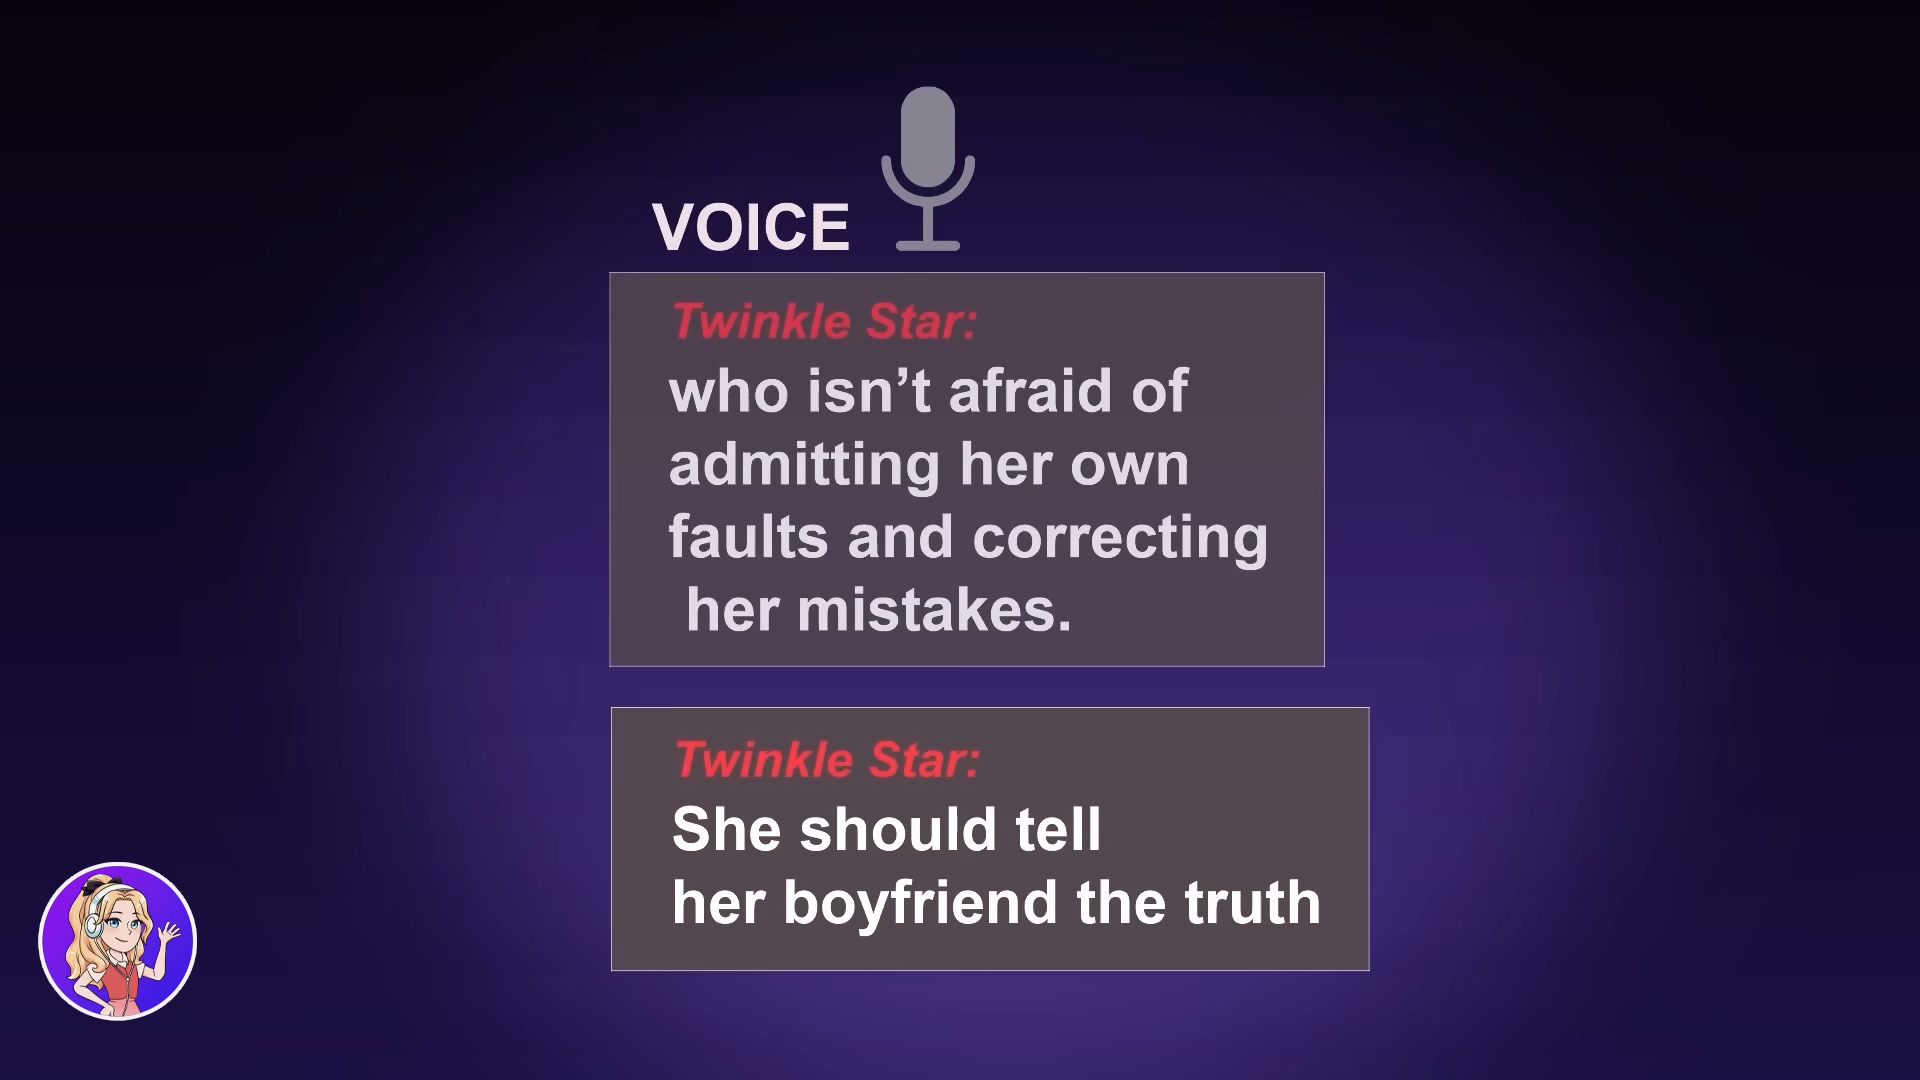 VOICE
Twinkle Star:
who isn’t afraid of
admitting her own
faults and correcting
her mistakes.
Twinkle Star:
She should tell
her boyfriend the truth